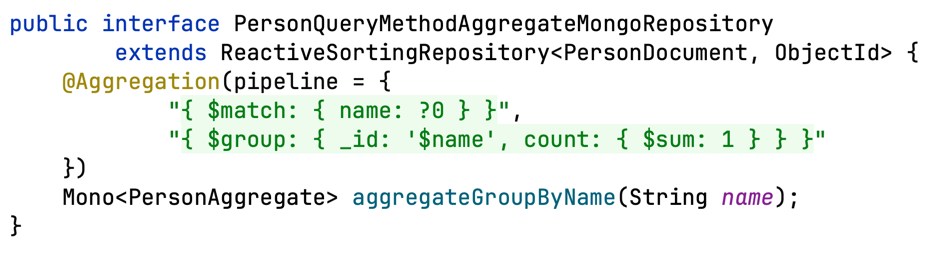 public interface PersonQueryMethodAggregateMongoRepository
        extends ReactiveSortingRepository<PersonDocument, ObjectId> {
    @Aggregation(pipeline = {
            "{ $match: { name: ?0 } }",
            "{ $group: { _id: '$name', count: { $sum: 1 } } }"
    })
    Mono<PersonAggregate> aggregateGroupByName(String name);
}